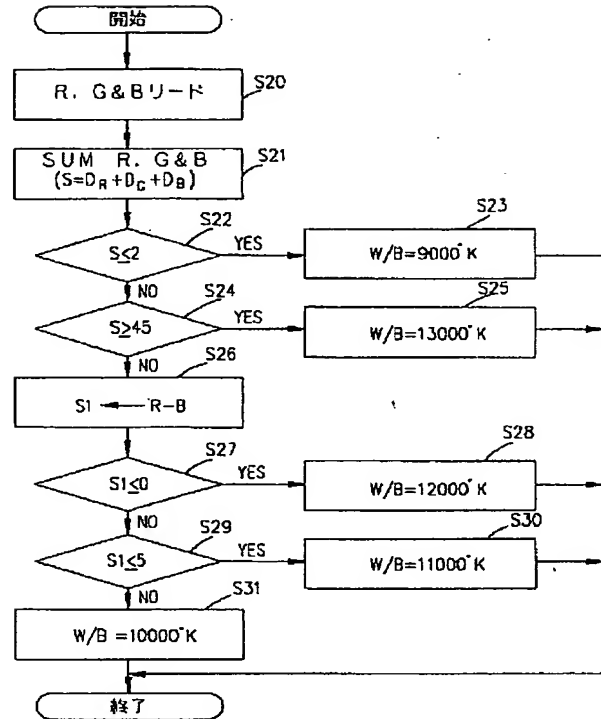 開始
R. G&Bリード
S20
SUM R. G&B
(S=DR+DG+DB)
S21
S22
S≤2
YES
NO
S23
W/B=9000°K
S24
S≥45
YES
NO
S25
W/B=13000°K
S26
S1 ← R-B
S27
S1≤0
YES
NO
S28
W/B=12000°K
S29
S1≤5
YES
NO
S30
W/B=11000°K
S31
W/B=10000°K
終了